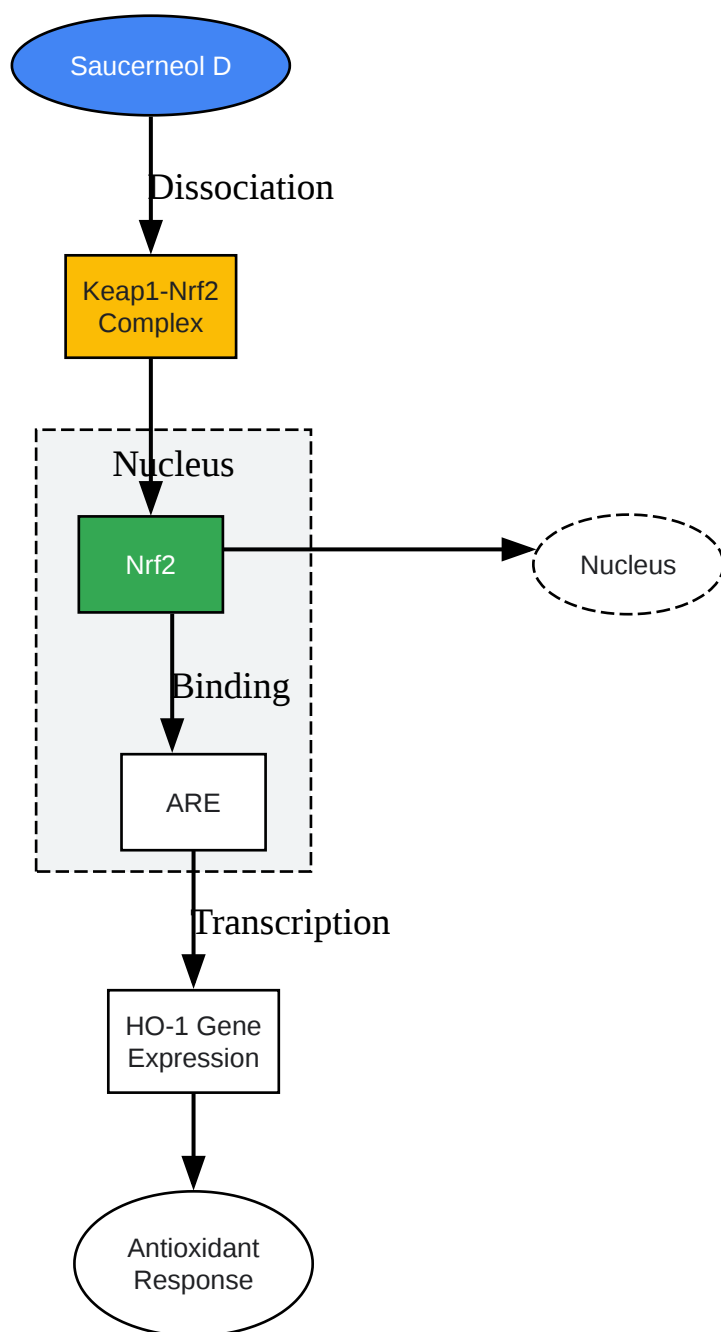 Saucerneol D
Dissociation
Keap1-Nrf2
Complex
Nucleus
Nrf2
Nucleus
Binding
ARE
Transcription
HO-1 Gene
Expression
Antioxidant
Response